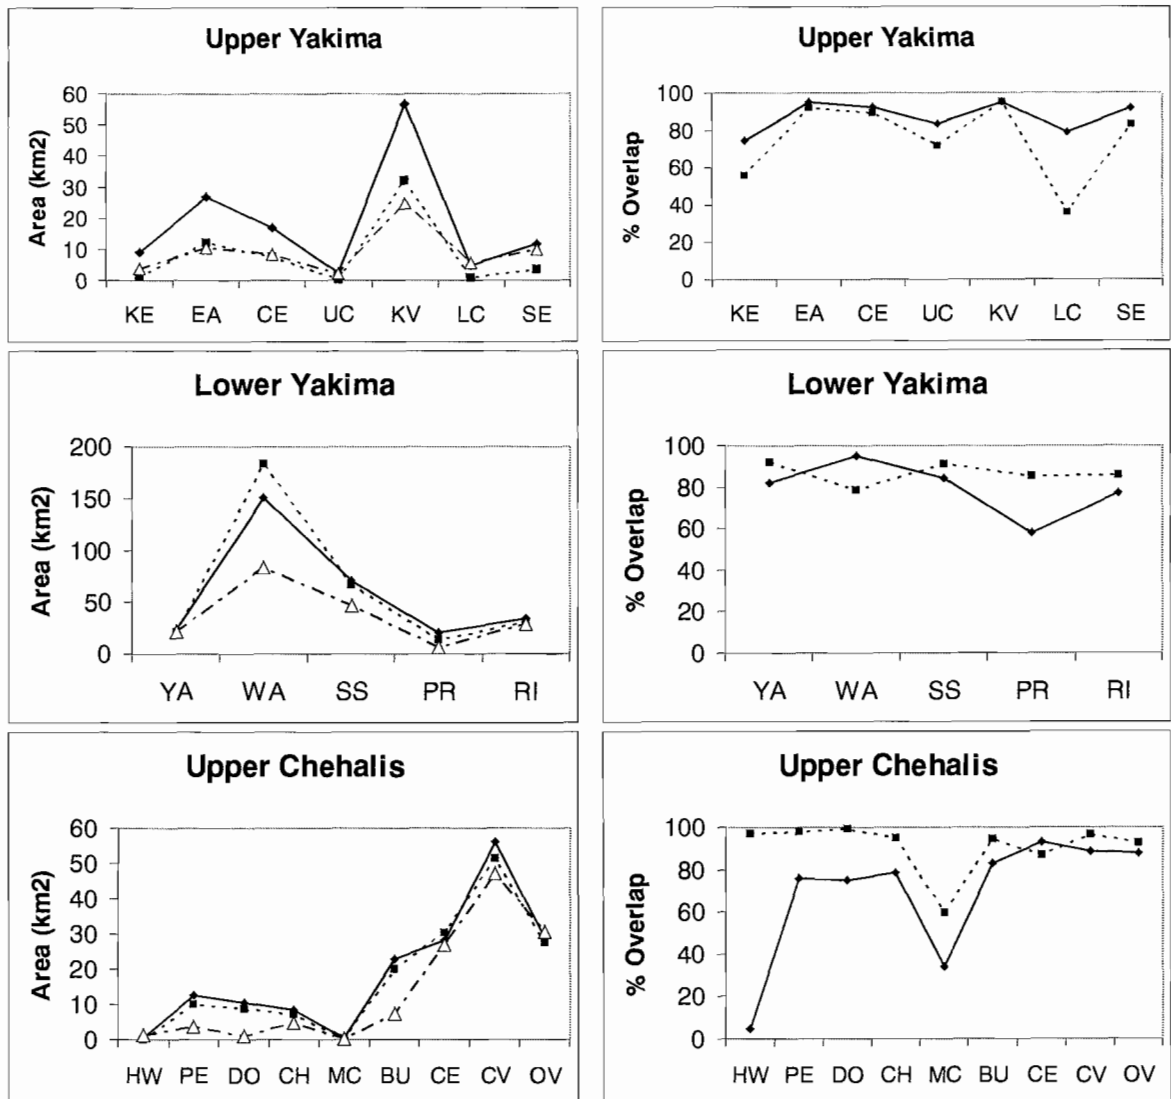 Upper Yakima
Area (km2)
60
50
40
30
20
10
0
KE EA CE UC KV LC SE
Upper Yakima
% Overlap
100
80
60
40
20
0
KE EA CE UC KV LC SE
Lower Yakima
Area (km2)
200
150
100
50
0
YA WA SS PR RI
Lower Yakima
% Overlap
100
80
60
40
20
0
YA WA SS PR RI
Upper Chehalis
Area (km2)
60
50
40
30
20
10
0
HW PE DO CH MC BU CE CV OV
Upper Chehalis
% Overlap
100
80
60
40
20
0
HW PE DO CH MC BU CE CV OV